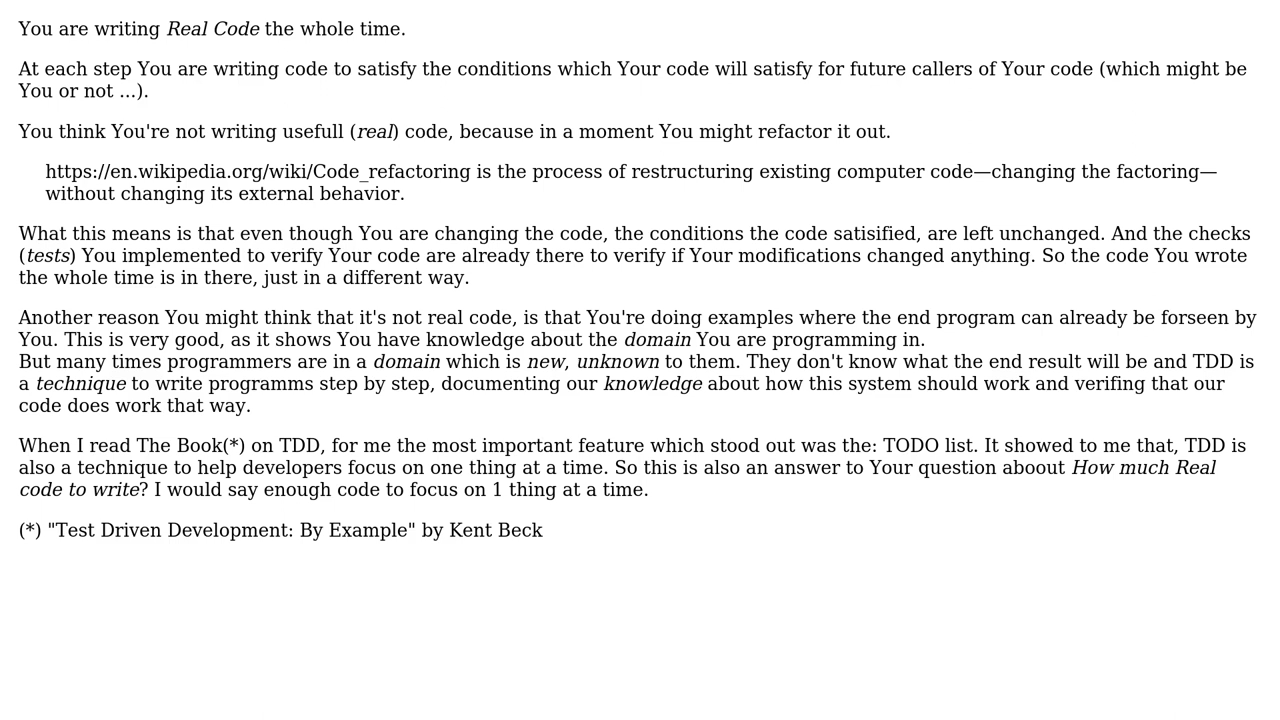 You are writing Real Code the whole time.
At each step You are writing code to satisfy the conditions which Your code will satisfy for future callers of Your code (which might be
You or not ...).
You think You're not writing usefull (real) code, because in a moment You might refactor it out.
https://en.wikipedia.org/wiki/Code_refactoring is the process of restructuring existing computer code—changing the factoring—
without changing its external behavior.
What this means is that even though You are changing the code, the conditions the code satisified, are left unchanged. And the checks
(tests) You implemented to verify Your code are already there to verify if Your modifications changed anything. So the code You wrote
the whole time is in there, just in a different way.
Another reason You might think that it's not real code, is that You're doing examples where the end program can already be forseen by
You. This is very good, as it shows You have knowledge about the domain You are programming in.
But many times programmers are in a domain which is new, unknown to them. They don't know what the end result will be and TDD is
a technique to write programms step by step, documenting our knowledge about how this system should work and verifing that our
code does work that way.
When I read The Book(*) on TDD, for me the most important feature which stood out was the: TODO list. It showed to me that, TDD is
also a technique to help developers focus on one thing at a time. So this is also an answer to Your question aboout How much Real
code to write? I would say enough code to focus on 1 thing at a time.
(*) "Test Driven Development: By Example" by Kent Beck